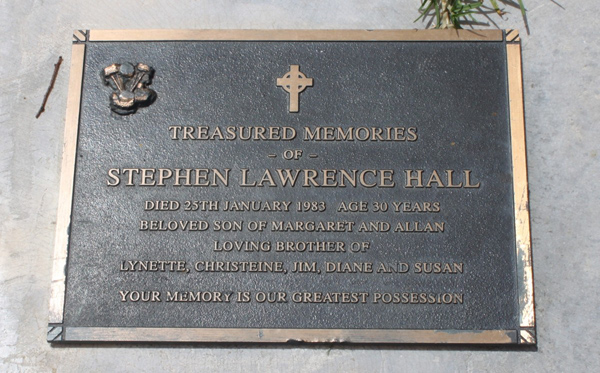 TREASURED MEMORIES
– OF –
STEPHEN LAWRENCE HALL
DIED 25TH JANUARY 1983 AGE 30 YEARS
BELOVED SON OF MARGARET AND ALLAN
LOVING BROTHER OF
LYNETTE, CHRISTEINE, JIM, DIANE AND SUSAN
YOUR MEMORY IS OUR GREATEST POSSESSION